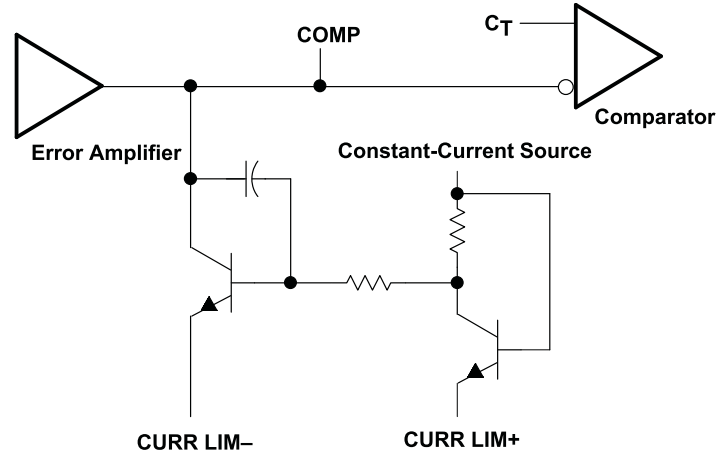 COMP
CT
Comparator
Error Amplifier
Constant-Current Source
CURR LIM–
CURR LIM+